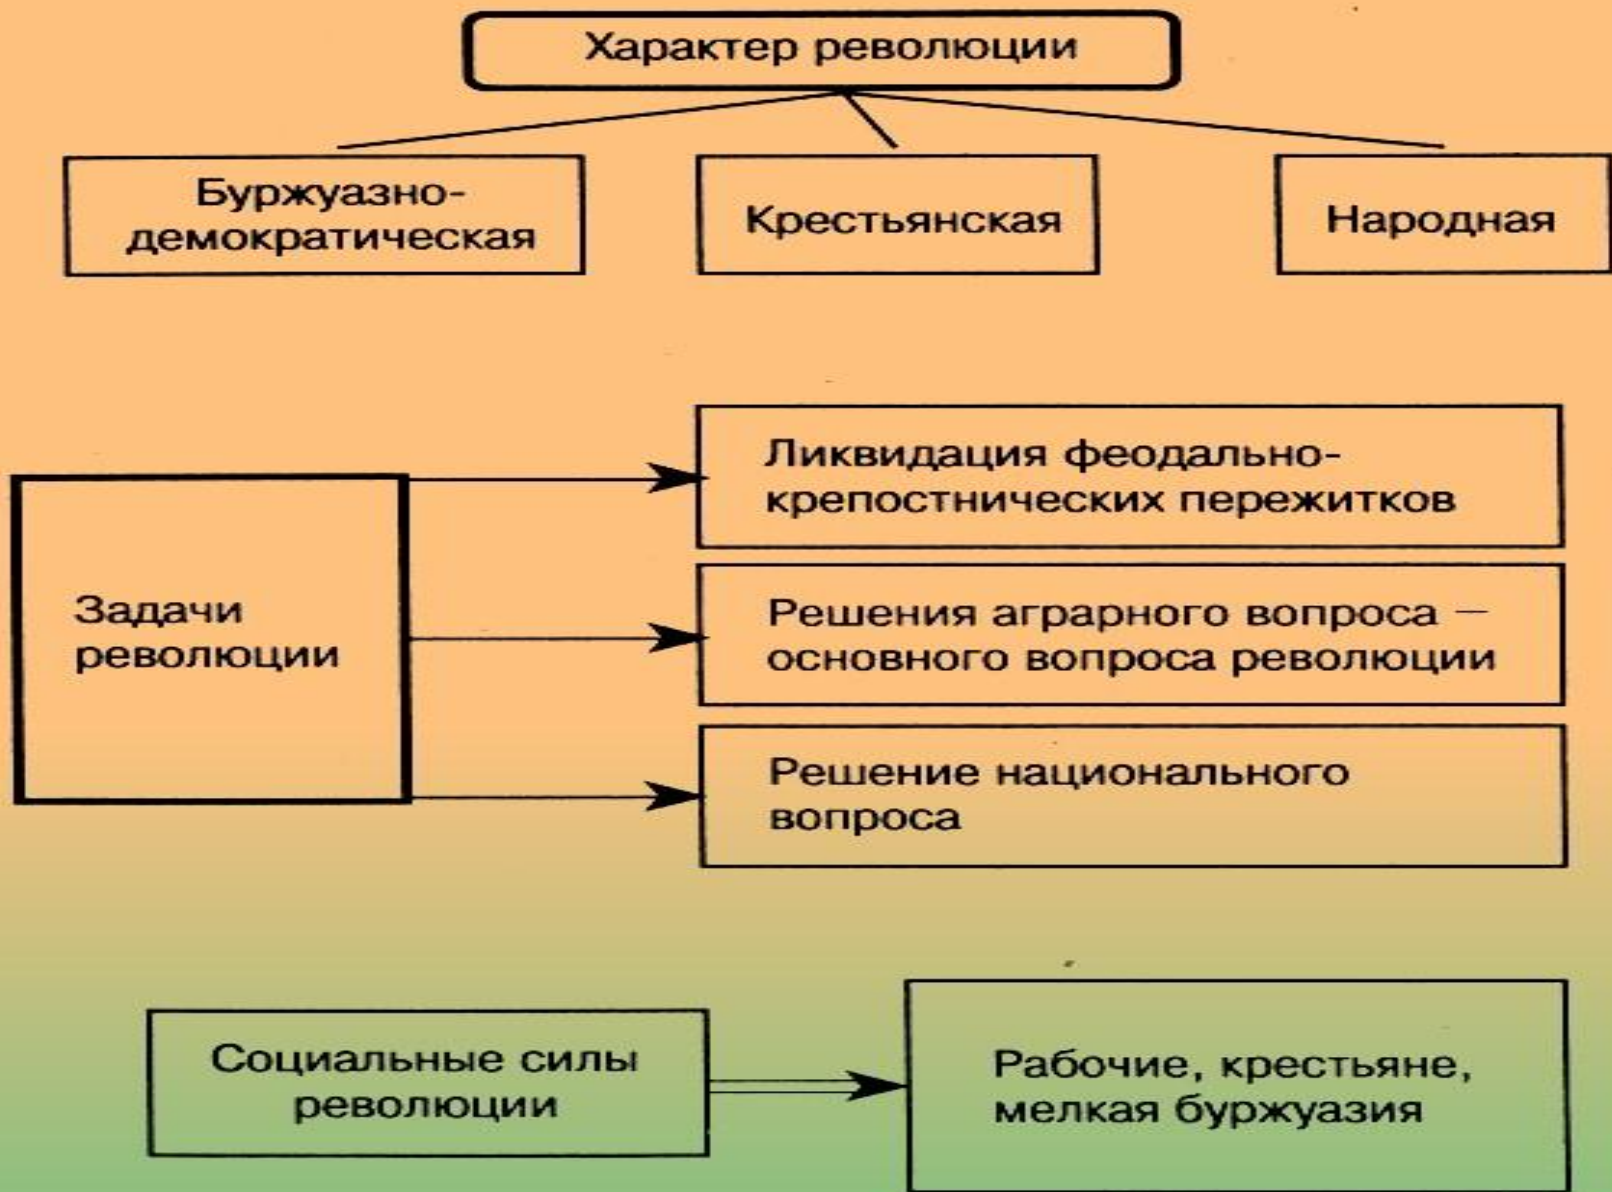 Характер революции
Буржуазно-
демократическая
Крестьянская
Народная
Задачи
революции
Ликвидация феодально-
крепостнических пережитков
Решения аграрного вопроса —
основного вопроса революции
Решение национального
вопроса
Социальные силы
революции
Рабочие, крестьяне,
мелкая буржуазия